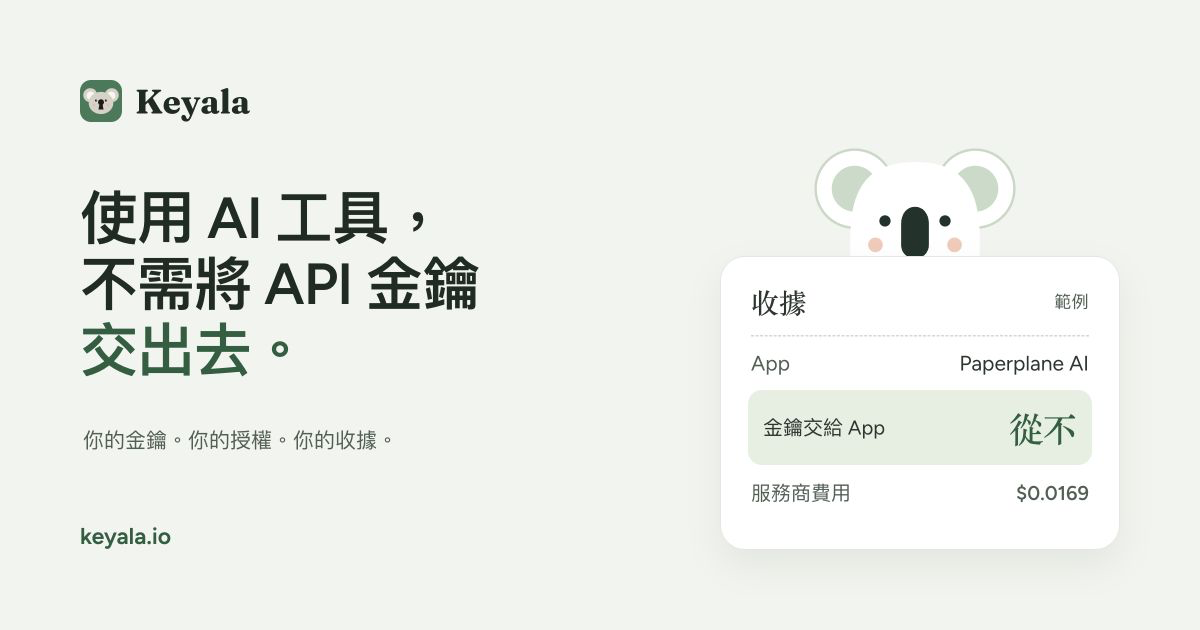 Keyala
使用 AI 工具，
不需將 API 金鑰
交出去。
你的金鑰。你的授權。你的收據。
keyala.io
收據 範例
App Paperplane AI
金鑰交給 App 從不
服務商費用 $0.0169